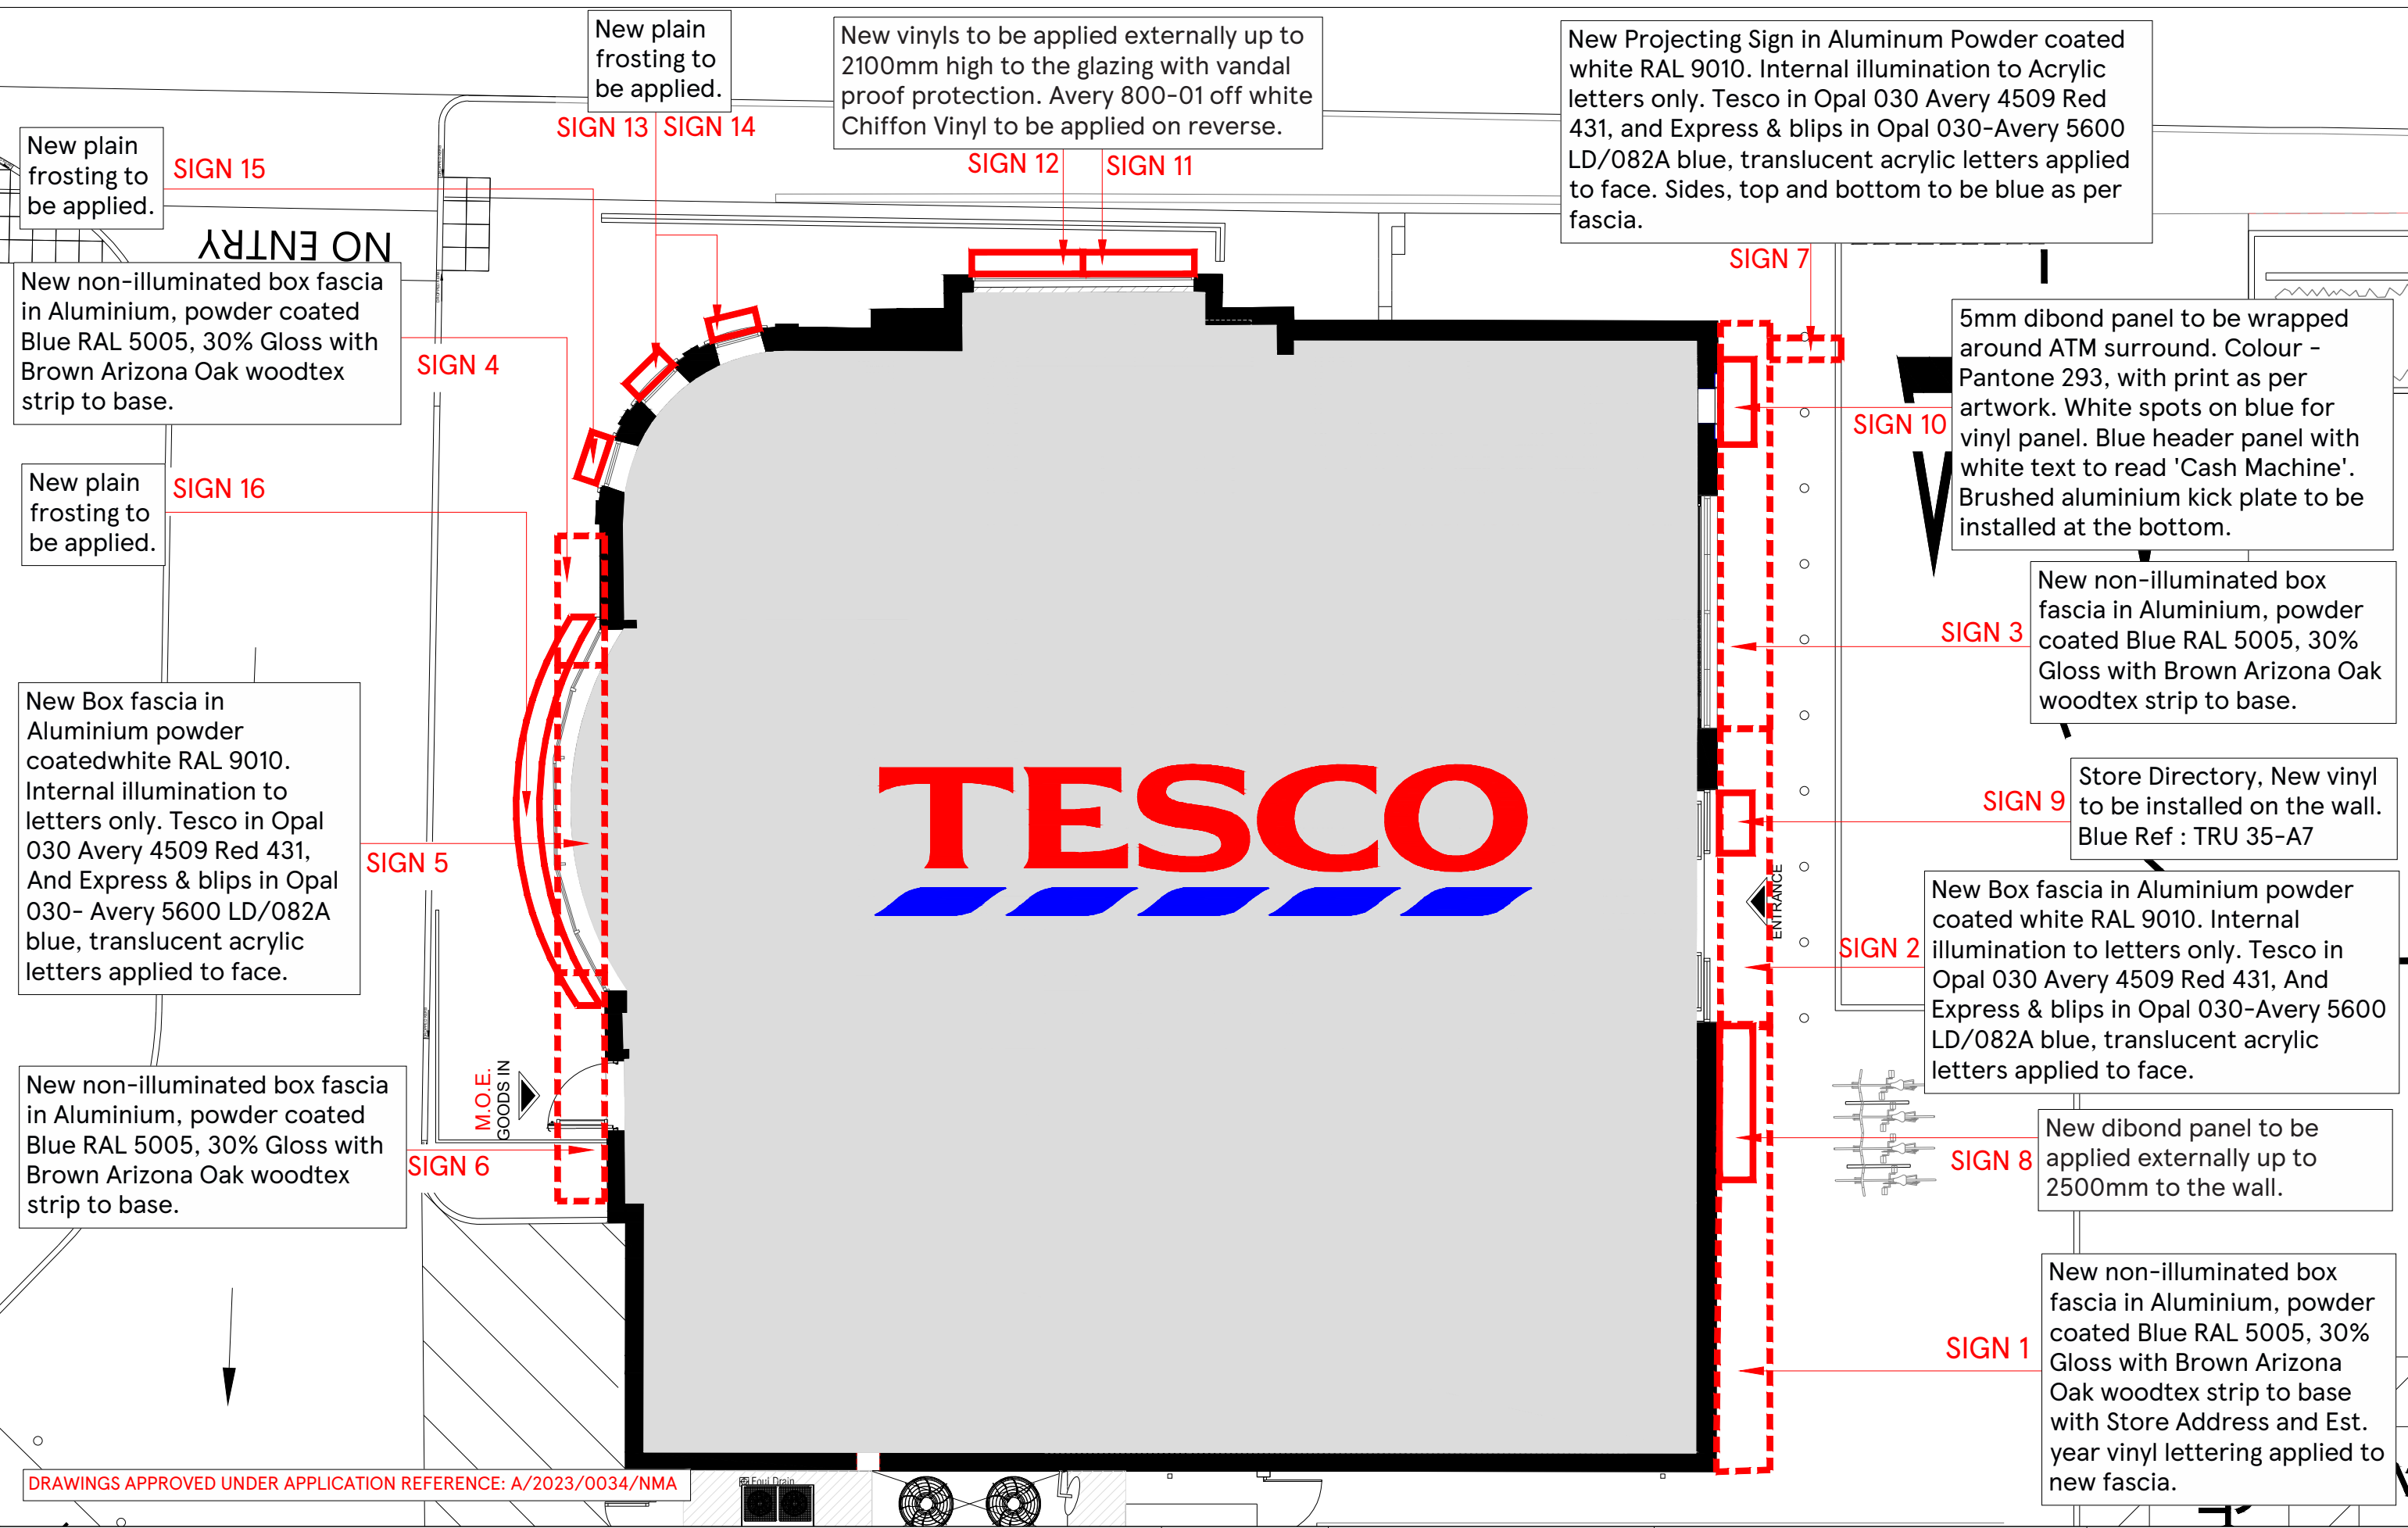 New plain
frosting to
be applied.
SIGN 13
SIGN 14
New vinyls to be applied externally up to
2100mm high to the glazing with vandal
proof protection. Avery 800-01 off white
Chiffon Vinyl to be applied on reverse.
SIGN 12
SIGN 11
New Projecting Sign in Aluminum Powder coated
white RAL 9010. Internal illumination to Acrylic
letters only. Tesco in Opal 030 Avery 4509 Red
431, and Express & blips in Opal 030-Avery 5600
LD/082A blue, translucent acrylic letters applied
to face. Sides, top and bottom to be blue as per
fascia.
SIGN 7
New plain
frosting to
be applied.
SIGN 15
NO ENTRY
New non-illuminated box fascia
in Aluminium, powder coated
Blue RAL 5005, 30% Gloss with
Brown Arizona Oak woodtex
strip to base.
SIGN 4
5mm dibond panel to be wrapped
around ATM surround. Colour -
Pantone 293, with print as per
artwork. White spots on blue for
vinyl panel. Blue header panel with
white text to read 'Cash Machine'.
Brushed aluminium kick plate to be
installed at the bottom.
SIGN 10
New plain
frosting to
be applied.
SIGN 16
New non-illuminated box
fascia in Aluminium, powder
coated Blue RAL 5005, 30%
Gloss with Brown Arizona Oak
woodtex strip to base.
SIGN 3
New Box fascia in
Aluminium powder
coatedwhite RAL 9010.
Internal illumination to
letters only. Tesco in Opal
030 Avery 4509 Red 431,
And Express & blips in Opal
030- Avery 5600 LD/082A
blue, translucent acrylic
letters applied to face.
SIGN 5
TESCO
Store Directory, New vinyl
to be installed on the wall.
Blue Ref : TRU 35-A7
SIGN 9
ENTRANCE
New Box fascia in Aluminium powder
coated white RAL 9010. Internal
illumination to letters only. Tesco in
Opal 030 Avery 4509 Red 431, And
Express & blips in Opal 030-Avery 5600
LD/082A blue, translucent acrylic
letters applied to face.
SIGN 2
New non-illuminated box fascia
in Aluminium, powder coated
Blue RAL 5005, 30% Gloss with
Brown Arizona Oak woodtex
strip to base.
SIGN 6
M.O.E.
GOODS IN
New dibond panel to be
applied externally up to
2500mm to the wall.
SIGN 8
New non-illuminated box
fascia in Aluminium, powder
coated Blue RAL 5005, 30%
Gloss with Brown Arizona
Oak woodtex strip to base
with Store Address and Est.
year vinyl lettering applied to
new fascia.
SIGN 1
DRAWINGS APPROVED UNDER APPLICATION REFERENCE: A/2023/0034/NMA